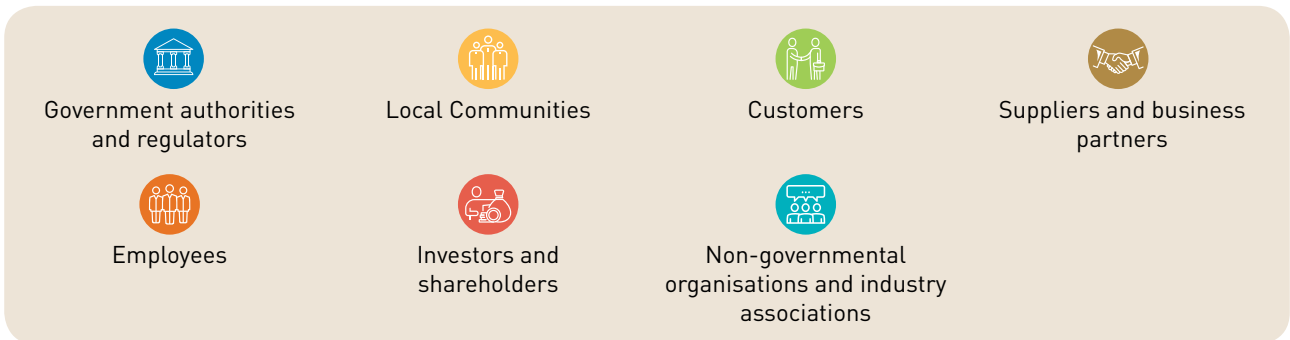 Government authorities
and regulators
Local Communities
Customers
Suppliers and business
partners
Employees
Investors and
shareholders
Non-governmental
organisations and industry
associations